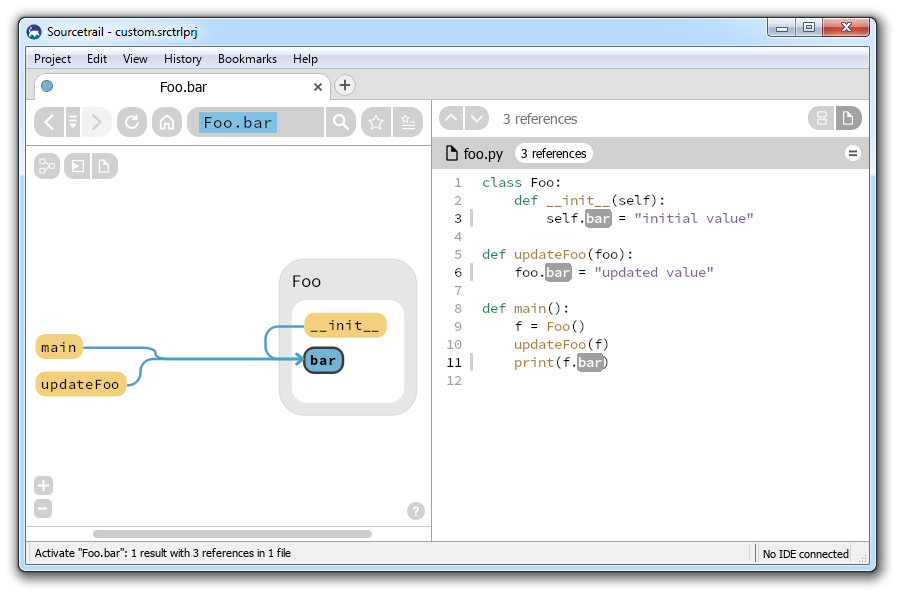 Sourcetrail - custom.srctrlprj
Project Edit View History Bookmarks Help
Foo.bar
Foo.bar
3 references
foo.py 3 references
1 class Foo:
2     def __init__(self):
3         self.bar = "initial value"
4
5 def updateFoo(foo):
6     foo.bar = "updated value"
7
8 def main():
9     f = Foo()
10     updateFoo(f)
11     print(f.bar)
12
Foo
__init__
main
bar
updateFoo
?
Activate "Foo.bar": 1 result with 3 references in 1 file
No IDE connected